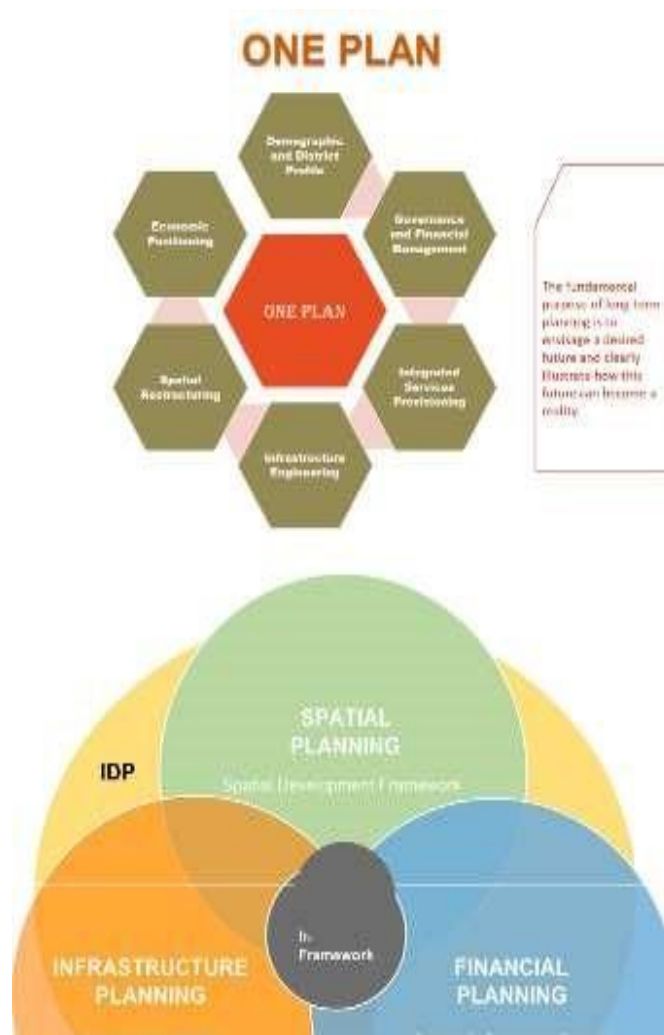 ONE PLAN
Demographic
and District
Profile
Economic
Positioning
Governance
and Financial
Management
ONE PLAN
The fundamental
purpose of long term
planning is to
envisage a desired
future and clearly
illustrate how this
future can become a
reality
Spatial
Restructuring
Integrated
Services
Provisioning
Infrastructure
Engineering
SPATIAL
PLANNING
IDP
Spatial Development Framework
Framework
INFRASTRUCTURE
PLANNING
FINANCIAL
PLANNING